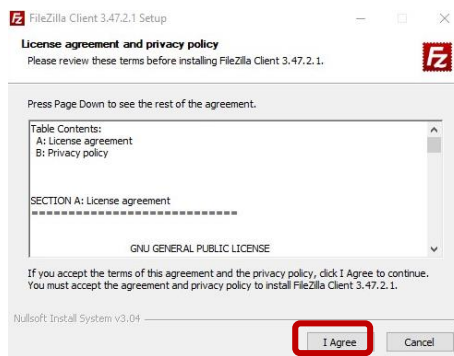 FileZilla Client 3.47.2.1 Setup
License agreement and privacy policy
Please review these terms before installing FileZilla Client 3.47.2.1.
Fz
Press Page Down to see the rest of the agreement.
Table Contents:
A: License agreement
B: Privacy policy
SECTION A: License agreement
================================
GNU GENERAL PUBLIC LICENSE
If you accept the terms of this agreement and the privacy policy, click I Agree to continue.
You must accept the agreement and privacy policy to install FileZilla Client 3.47.2.1.
Nullsoft Install System v3.04
I Agree
Cancel